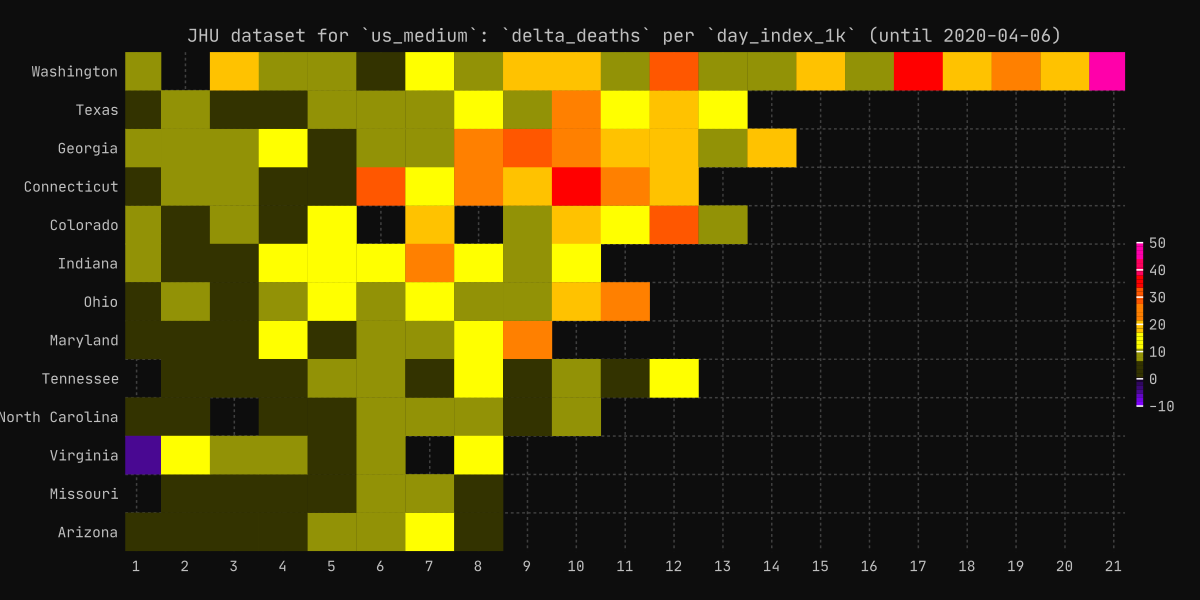 JHU dataset for `us_medium`: `delta_deaths` per `day_index_1k` (until 2020-04-06)
Washington
Texas
Georgia
Connecticut
Colorado
Indiana
Ohio
Maryland
Tennessee
North Carolina
Virginia
Missouri
Arizona
1 2 3 4 5 6 7 8 9 10 11 12 13 14 15 16 17 18 19 20 21
50
40
30
20
10
0
-10